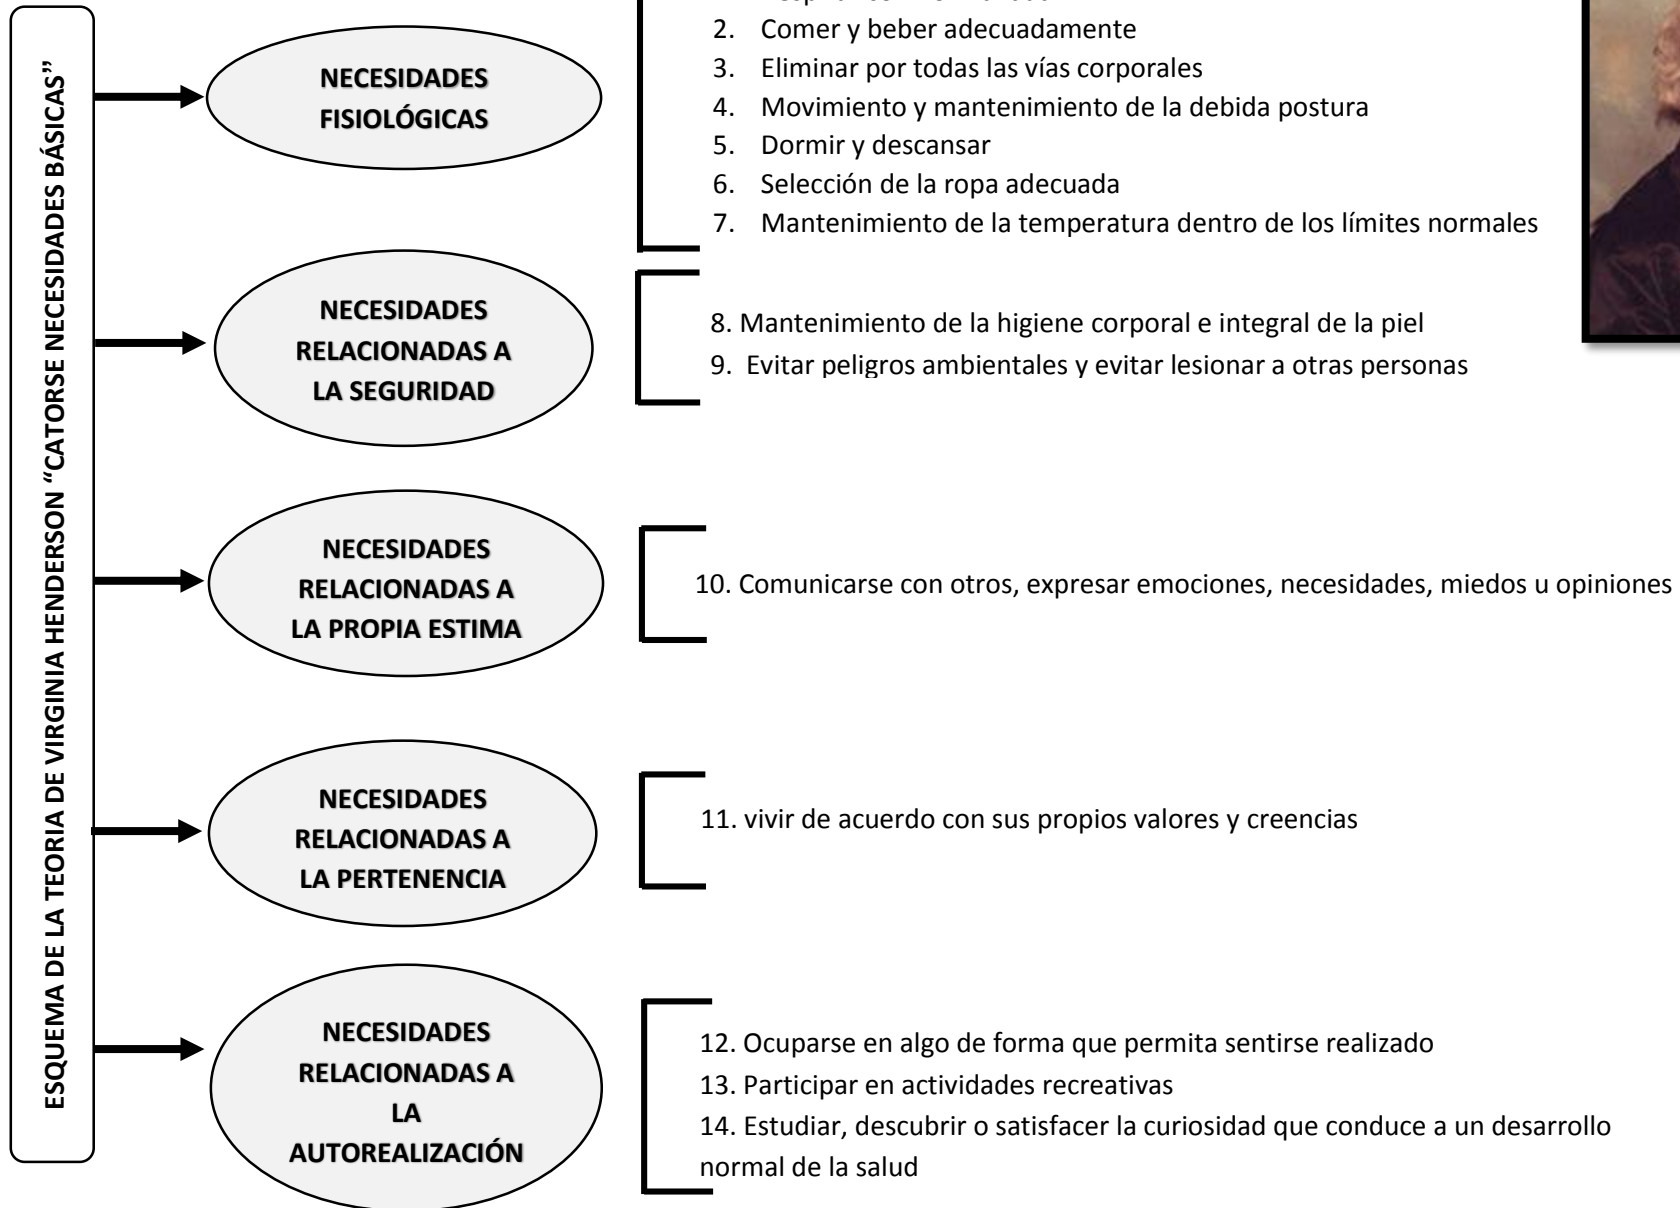 ESQUEMA DE LA TEORIA DE VIRGINIA HENDERSON “CATORSE NECESIDADES BÁSICAS”
NECESIDADES
FISIOLÓGICAS
2. Comer y beber adecuadamente
3. Eliminar por todas las vías corporales
4. Movimiento y mantenimiento de la debida postura
5. Dormir y descansar
6. Selección de la ropa adecuada
7. Mantenimiento de la temperatura dentro de los límites normales
NECESIDADES
RELACIONADAS A
LA SEGURIDAD
8. Mantenimiento de la higiene corporal e integral de la piel
9. Evitar peligros ambientales y evitar lesionar a otras personas
NECESIDADES
RELACIONADAS A
LA PROPIA ESTIMA
10. Comunicarse con otros, expresar emociones, necesidades, miedos u opiniones
NECESIDADES
RELACIONADAS A
LA PERTENENCIA
11. vivir de acuerdo con sus propios valores y creencias
NECESIDADES
RELACIONADAS A
LA
AUTOREALIZACIÓN
12. Ocuparse en algo de forma que permita sentirse realizado
13. Participar en actividades recreativas
14. Estudiar, descubrir o satisfacer la curiosidad que conduce a un desarrollo
normal de la salud